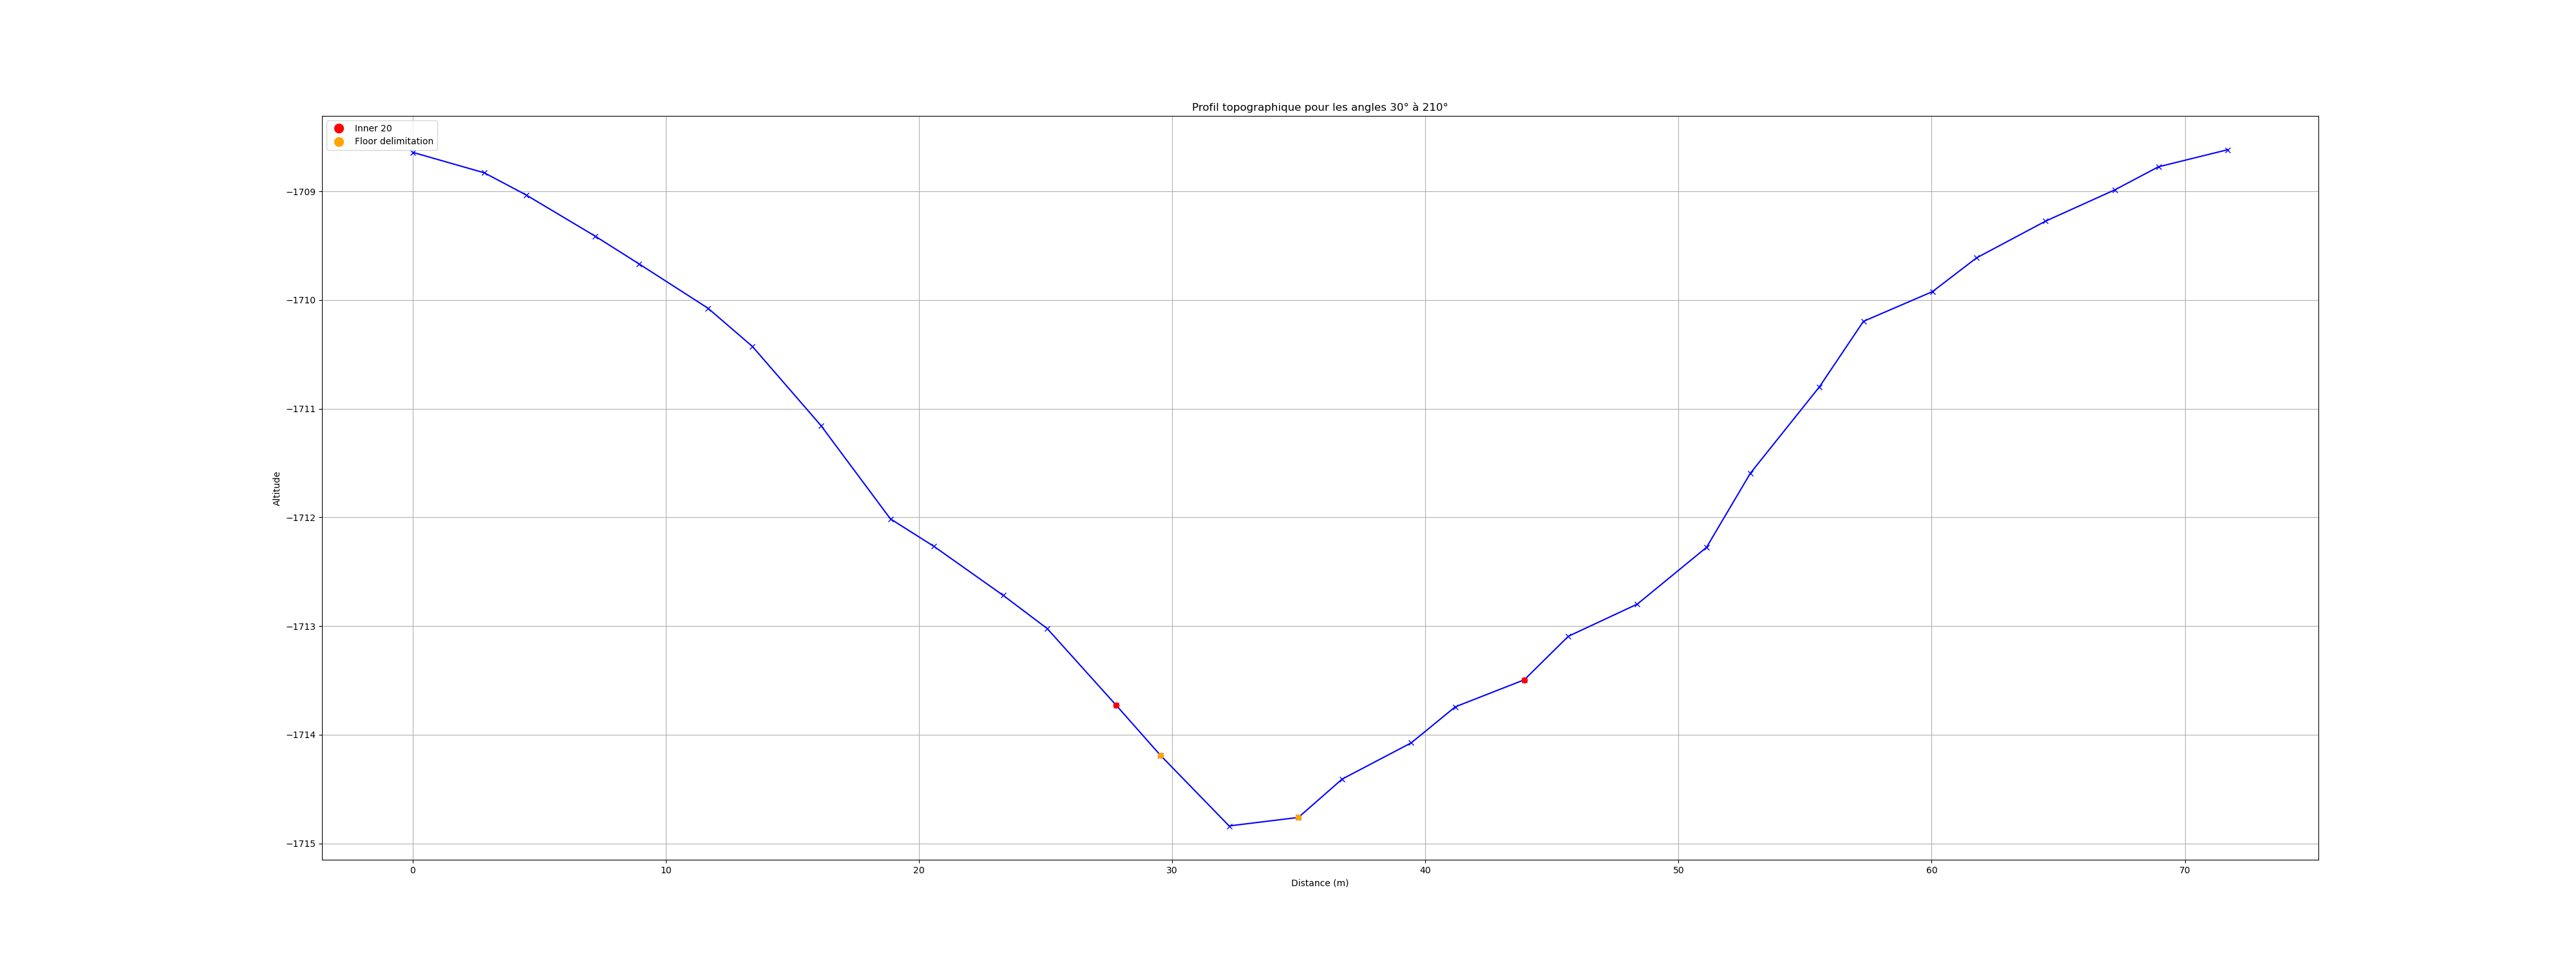 Profil topographique pour les angles 30° à 210°
Inner 20
Floor delimitation
−1709
−1710
−1711
−1712
−1713
−1714
−1715
Altitude
0 10 20 30 40 50 60 70
Distance (m)